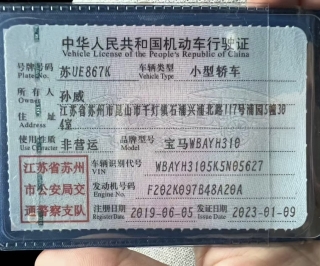 中华人民共和国机动车行驶证
Vehicle License of the People's Republic of China
号牌号码 苏UE867K 车辆类型 小型轿车
Plate No. Vehicle Type
所有人 孙威
Owner
住址 江苏省苏州市昆山市千灯镇石浦兴浦北路117号浦园3幢30
4室
使用性质 非营运 品牌型号 宝马WBAYH310
Use Character Model
江苏省苏州
市公安局交
通警察支队
车辆识别代号 WBAYH3105K5N05627
VIN
发动机号码 F202K097B48A20A
Engine No.
注册日期 2019-06-05 发证日期 2023-01-09
Register Date Issue Date